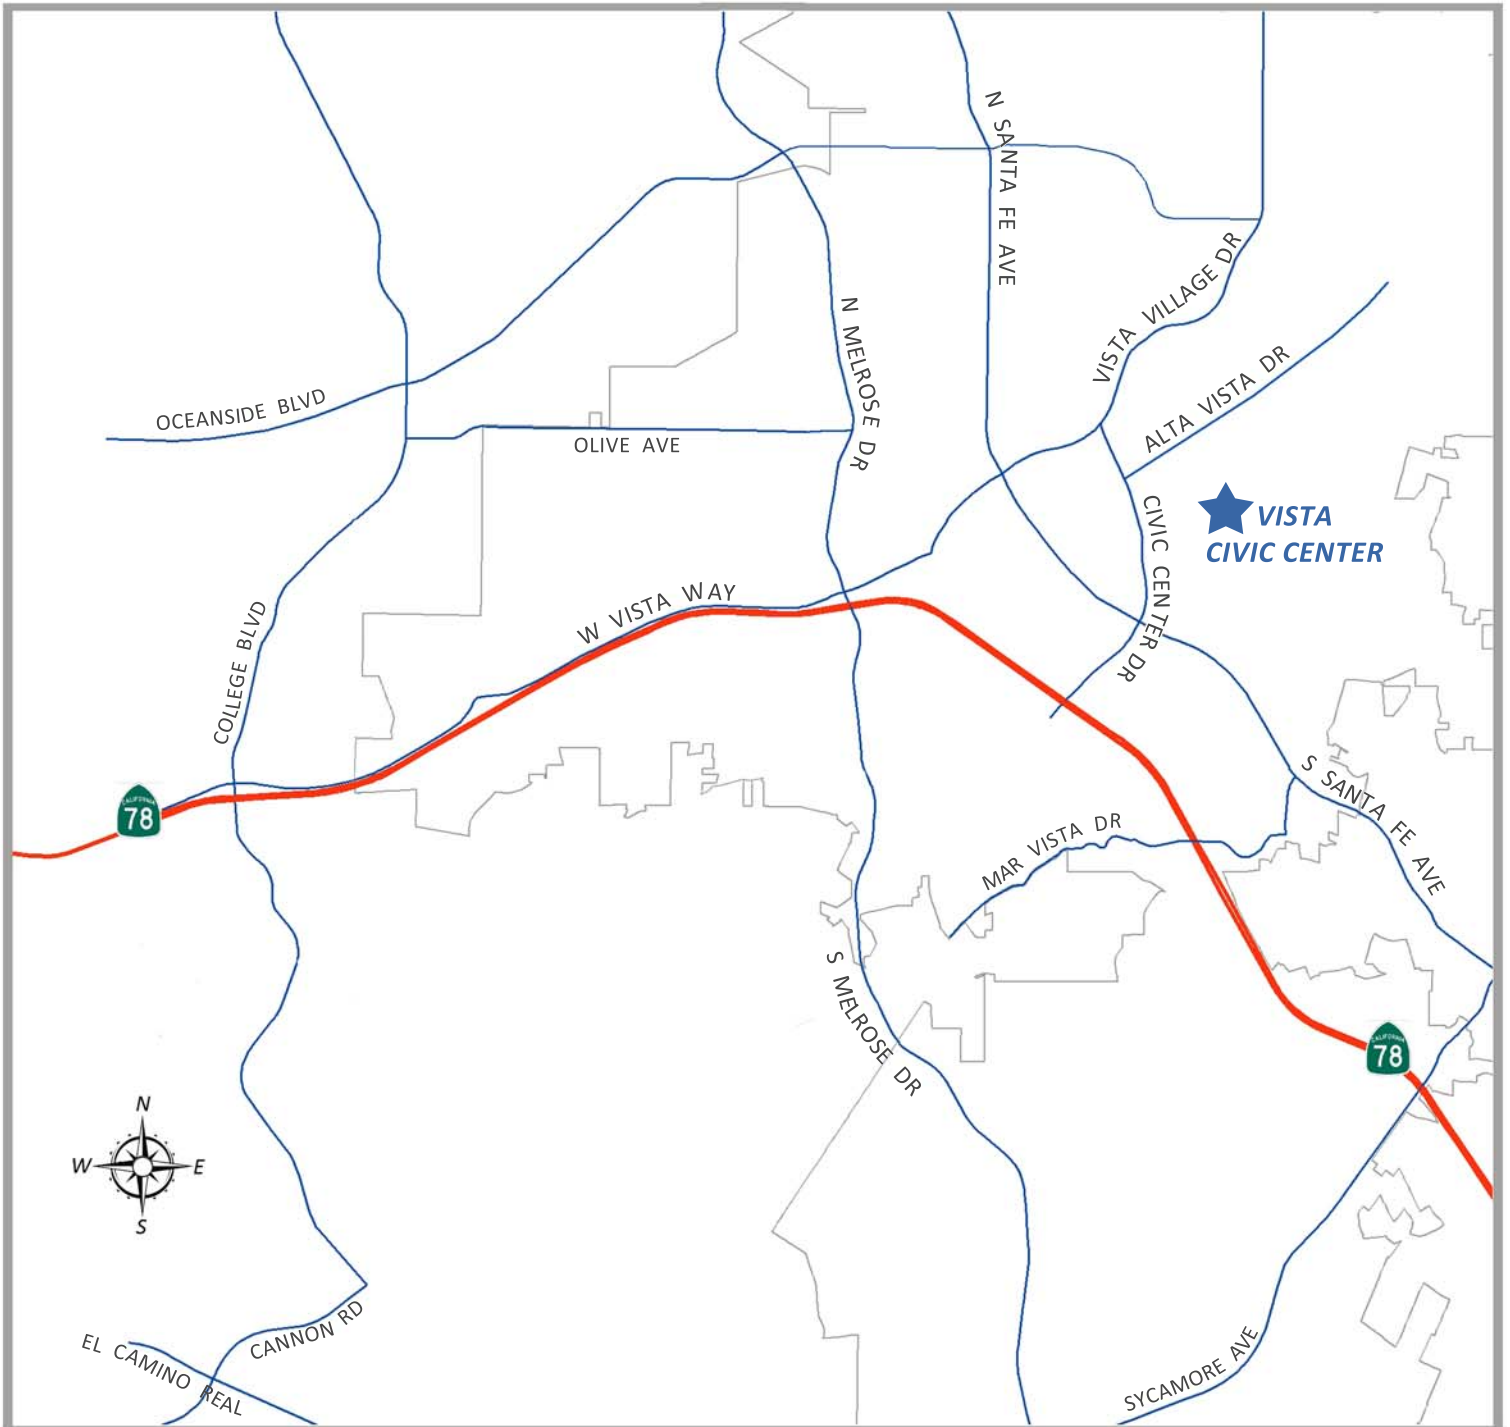 N SANTA FE AVE
VISTA VILLAGE DR
N MELROSE DR
ALTA VISTA DR
OCEANSIDE BLVD
OLIVE AVE
CIVIC CENTER DR
VISTA
CIVIC CENTER
W VISTA WAY
COLLEGE BLVD
CALIFORNIA
78
S SANTA FE AVE
MAR VISTA DR
S MELROSE DR
CALIFORNIA
78
N
W
E
S
CANNON RD
EL CAMINO REAL
SYCAMORE AVE